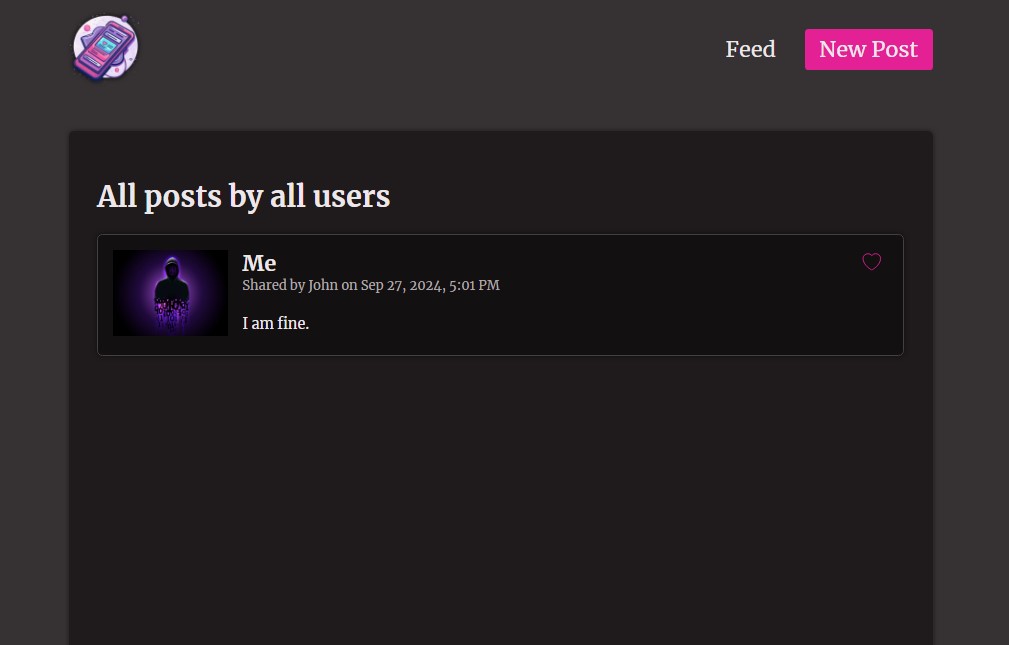 Feed
New Post
All posts by all users
Me
Shared by John on Sep 27, 2024, 5:01 PM
I am fine.